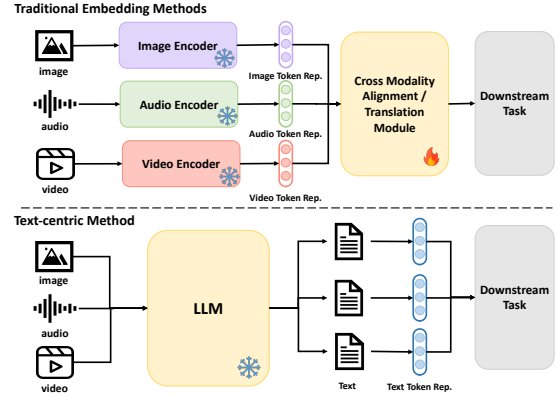 Traditional Embedding Methods
image
Image Encoder
Image Token Rep.
audio
Audio Encoder
Audio Token Rep.
video
Video Encoder
Video Token Rep.
Cross Modality
Alignment /
Translation
Module
Downstream
Task
Text-centric Method
image
audio
video
LLM
Text
Text Token Rep.
Downstream
Task